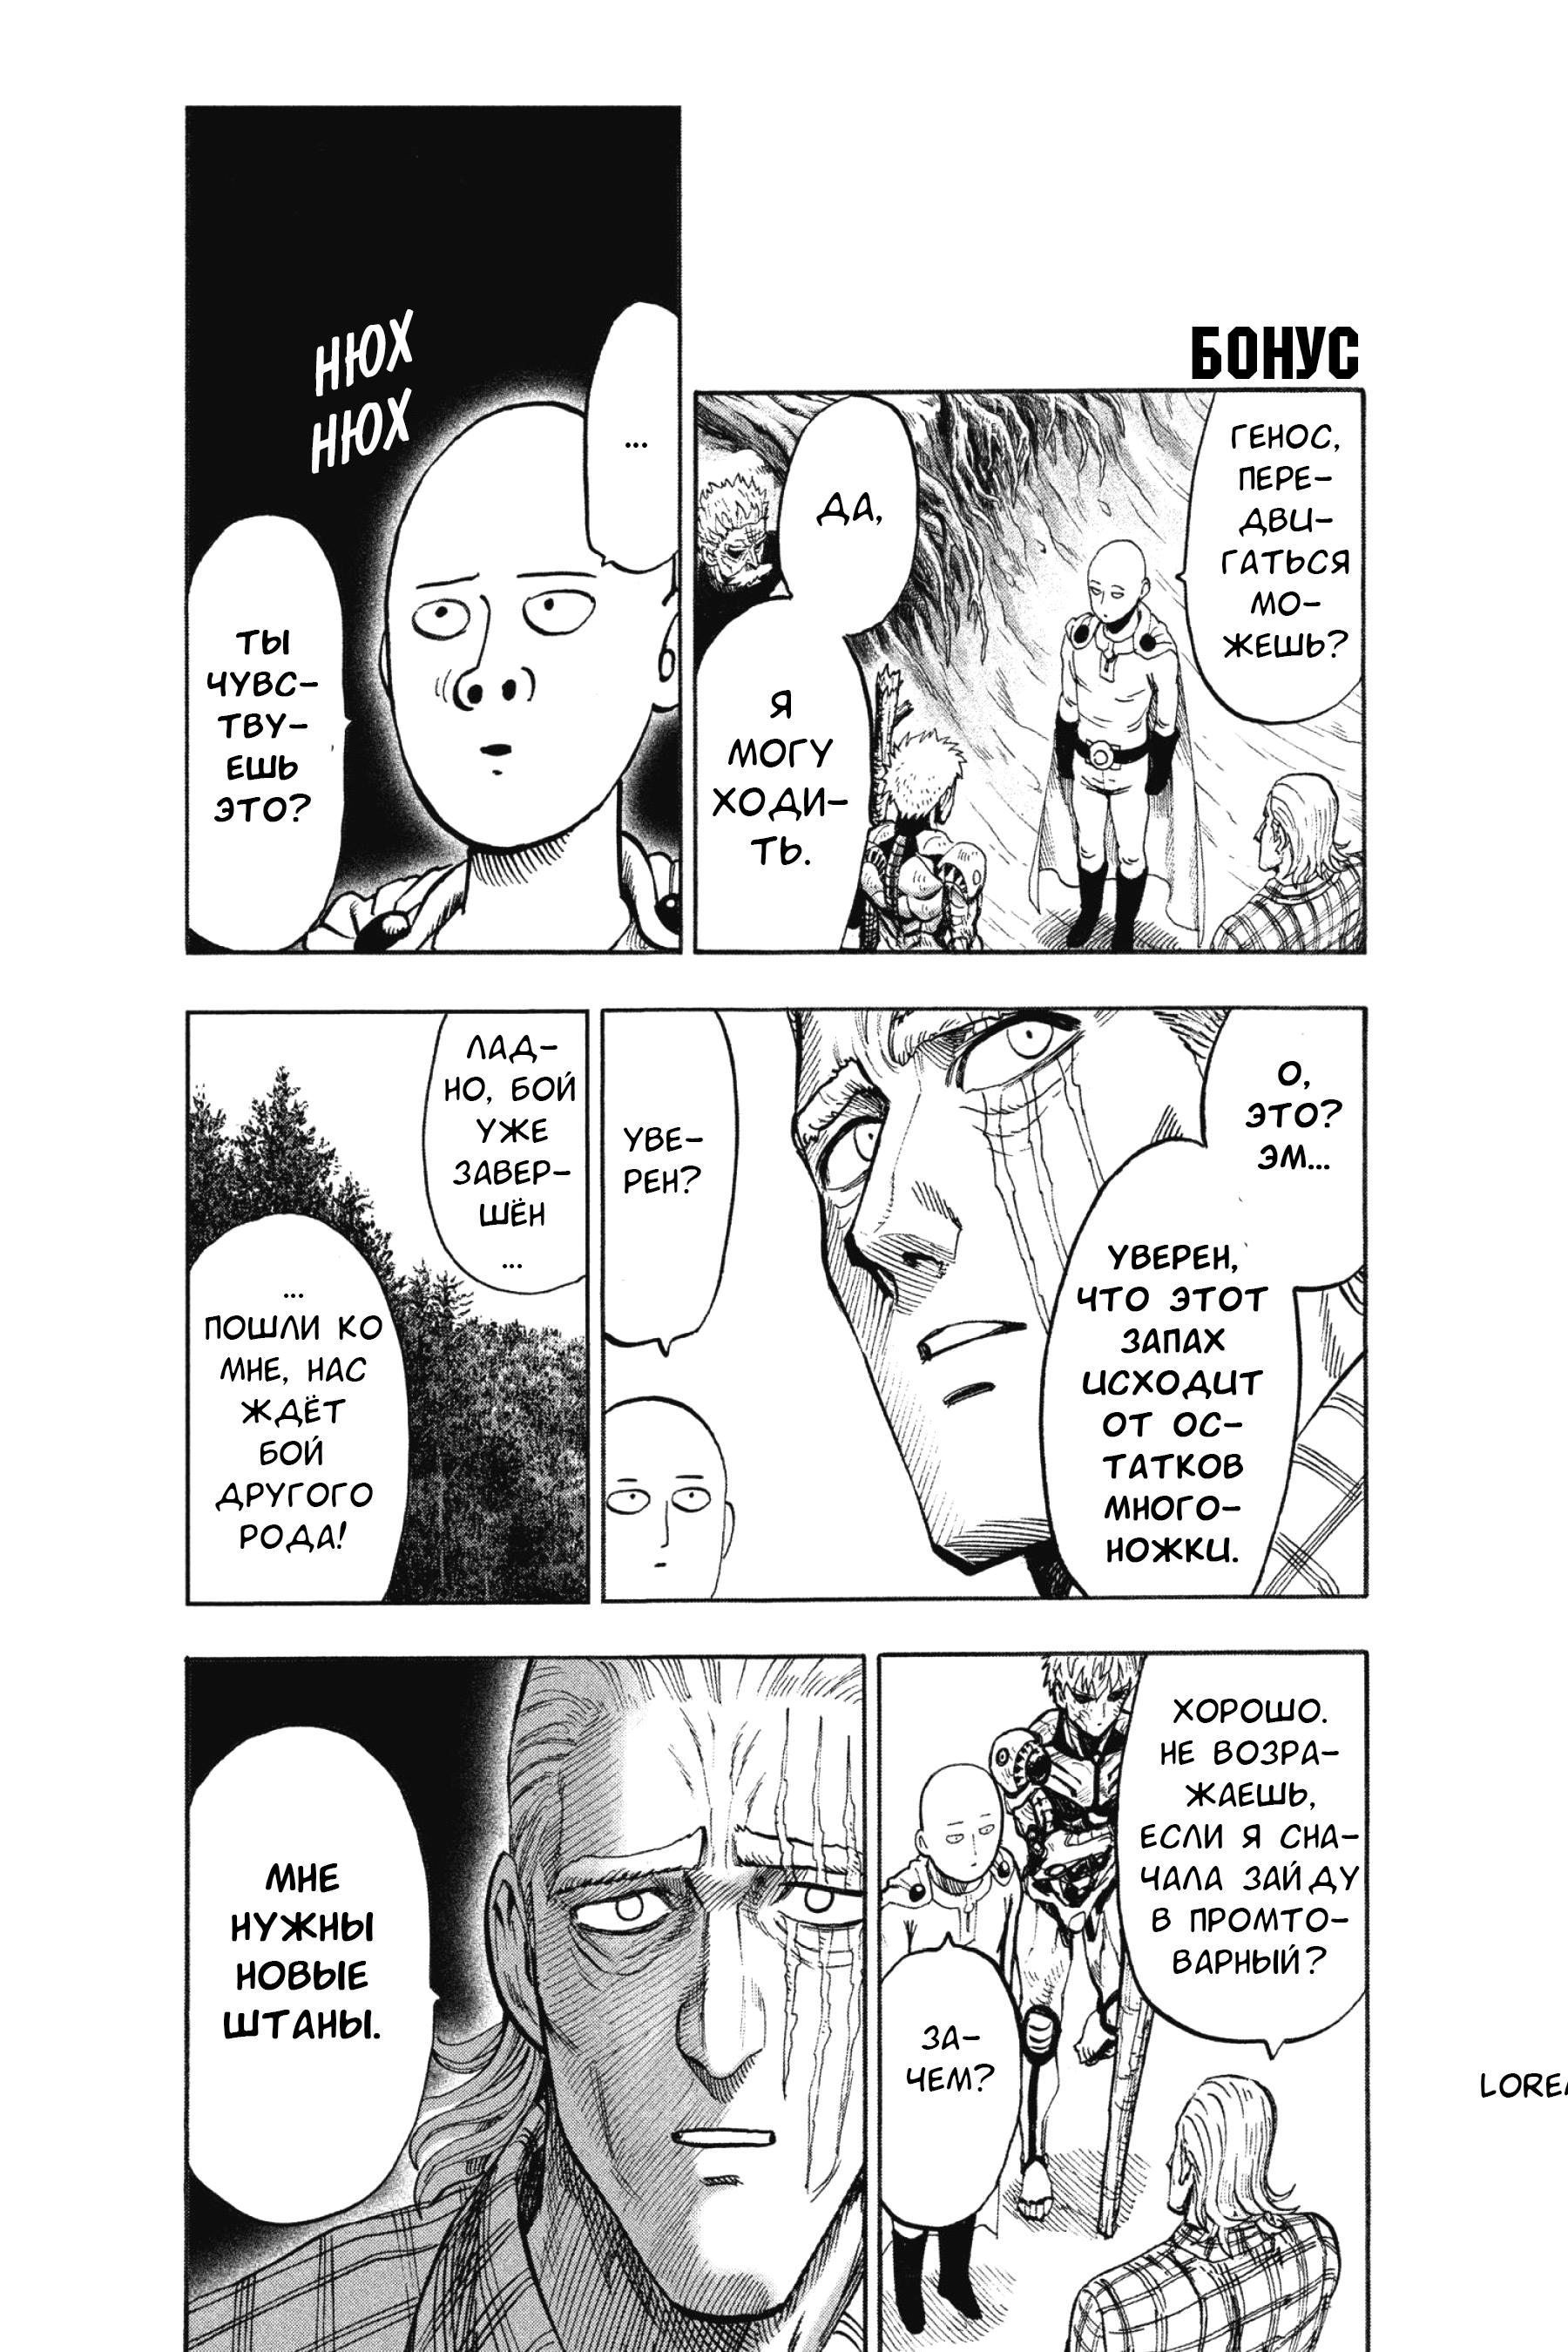 БОНУС
ГЕНОС,
ПЕРЕ-
ДВИ-
ГАТЬСЯ
МО-
ЖЕШЬ?
ДА,
Я
МОГУ
ХОДИ-
ТЬ.
...
НЮХ
НЮХ
ТЫ
ЧУВС-
ТВУ-
ЕШЬ
ЭТО?
О,
ЭТО?
ЭМ...
УВЕРЕН,
ЧТО ЭТОТ
ЗАПАХ
ИСХОДИТ
ОТ ОС-
ТАТКОВ
МНОГО-
НОЖКИ.
УВЕ-
РЕН?
ЛАД-
НО, БОЙ
УЖЕ
ЗАВЕР-
ШЁН
...
...
ПОШЛИ КО
МНЕ, НАС
ЖДЁТ
БОЙ
ДРУГОГО
РОДА!
ХОРОШО.
НЕ ВОЗРА-
ЖАЕШЬ,
ЕСЛИ Я СНА-
ЧАЛА ЗАЙДУ
В ПРОМТО-
ВАРНЫЙ?
ЗА-
ЧЕМ?
МНЕ
НУЖНЫ
НОВЫЕ
ШТАНЫ.